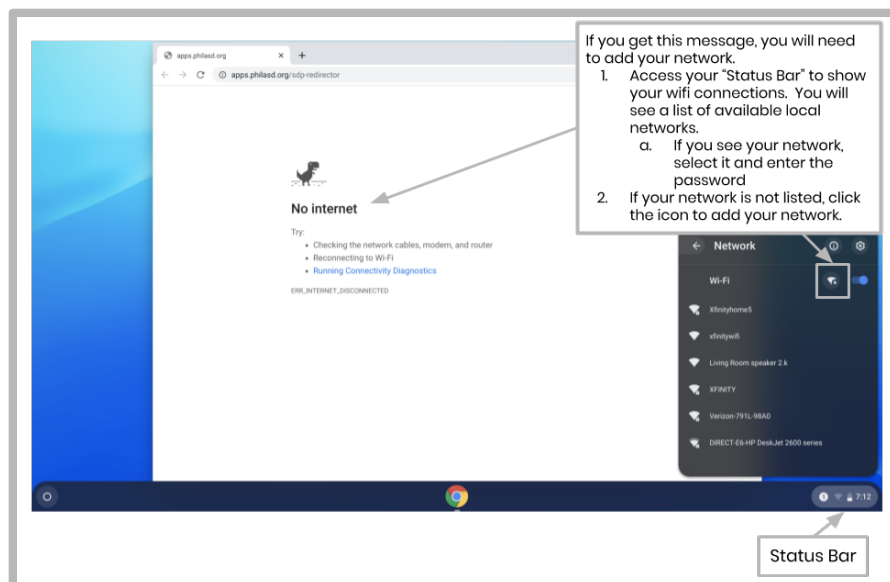 If you get this message, you will need
to add your network.
1. Access your “Status Bar” to show
your wifi connections. You will
see a list of available local
networks.
a. If you see your network,
select it and enter the
password
2. If your network is not listed, click
the icon to add your network.
apps.philasd.org
apps.philasd.org/sdp-redirector
No internet
Try:
• Checking the network cables, modem, and router
• Reconnecting to Wi-Fi
• Running Connectivity Diagnostics
ERR_INTERNET_DISCONNECTED
Network
Wi-Fi
Xfinityhome5
xfinitywifi
Living Room speaker 2.k
XFINITY
Verizon-791L-98A0
DIRECT-E6-HP DeskJet 2600 series
1 7:12
Status Bar